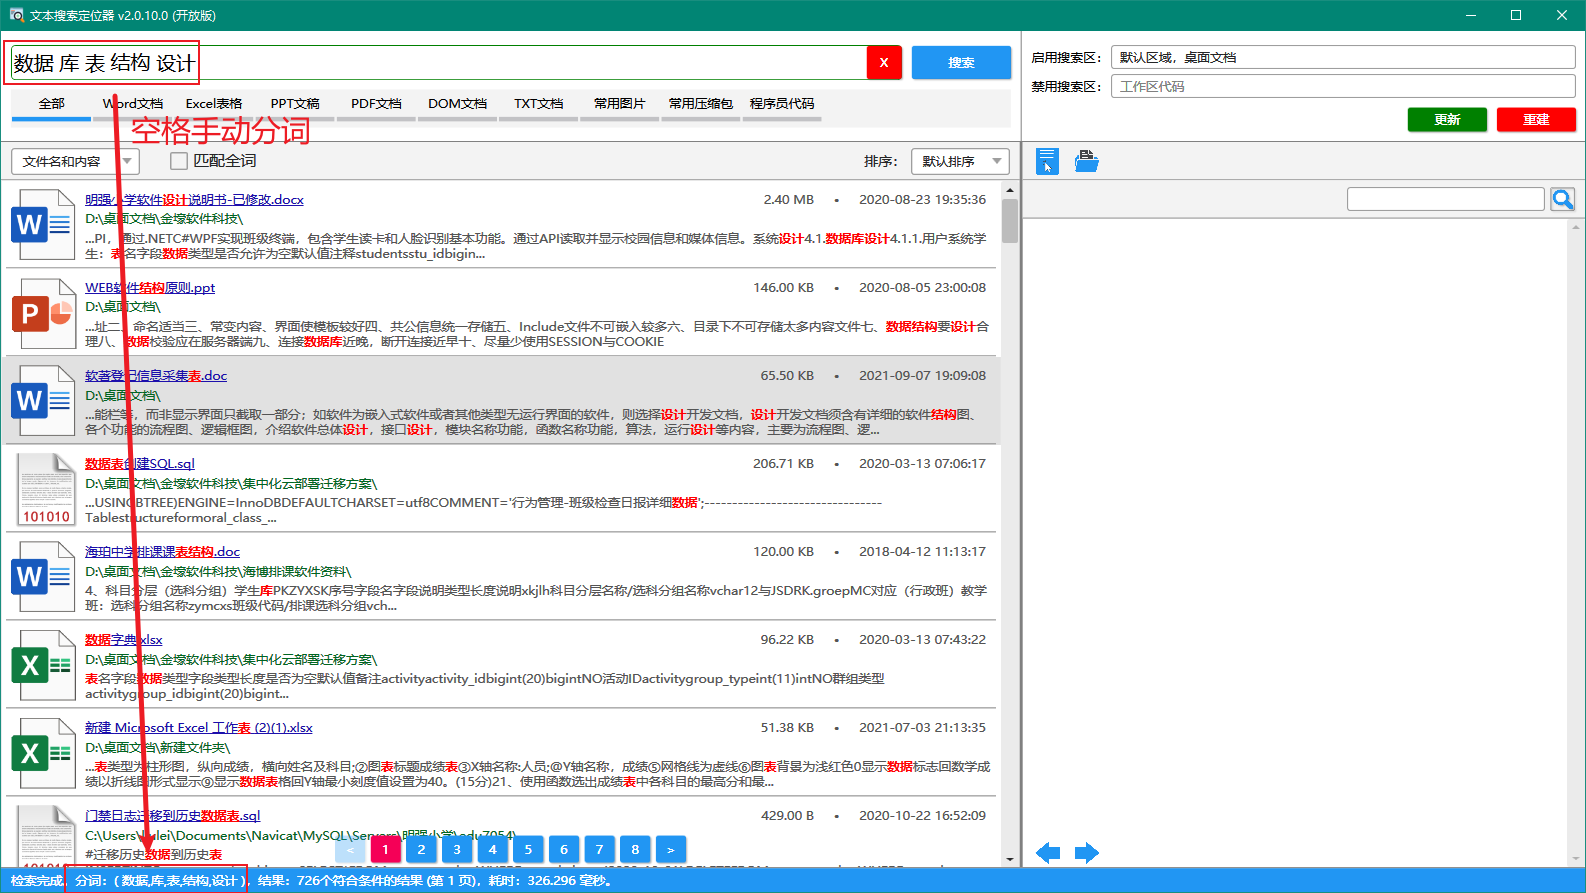 文本搜索定位器 v2.0.10.0 (开放版)
数据 库 表 结构 设计
X
搜索
启用搜索区：
默认区域，桌面文档
禁用搜索区：
工作区代码
更新
重建
全部
Word文档
Excel表格
PPT文稿
PDF文档
DOM文档
TXT文档
常用图片
常用压缩包
程序员代码
空格手动分词
文件名和内容
匹配全词
排序：
默认排序
明强小学软件设计说明书-已修改.docx
2.40 MB • 2020-08-23 19:35:36
D:\桌面文档\金壕软件科技\
...PI，通过.NETC#WPF实现班级终端，包含学生读卡和人脸识别基本功能。通过API读取并显示校园信息和媒体信息。系统设计4.1.数据库设计4.1.1.用户系统学
生：表名字段数据类型是否允许为空默认值注释studentsstu_idbigin...
WEB软件结构原则.ppt
146.00 KB • 2020-08-05 23:00:08
D:\桌面文档\
...址二、命名适当三、常变内容、界面使模板较好四、共公信息统一存储五、Include文件不可嵌入较多六、目录下不可存储太多内容文件七、数据结构要设计合
理八、数据校验应在服务器端九、连接数据库近晚，断开连接近早十、尽量少使用SESSION与COOKIE
软著登记信息采集表.doc
65.50 KB • 2021-09-07 19:09:08
D:\桌面文档\
...能栏等，而非显示界面只截取一部分；如软件为嵌入式软件或者其他类型无运行界面的软件，则选择设计开发文档，设计开发文档须含有详细的软件结构图、
各个功能的流程图、逻辑框图，介绍软件总体设计，接口设计，模块名称功能，函数名称功能，算法，运行设计等内容，主要为流程图、逻...
数据表创建SQL.sql
206.71 KB • 2020-03-13 07:06:17
D:\桌面文档\金壕软件科技\集中化云部署迁移方案\
...USINGBTREE)ENGINE=InnoDBDEFAULTCHARSET=utf8COMMENT='行为管理-班级检查日报详细数据';--------------------------------
Tablestructureformoral_class_...
101010
海珀中学排课课表结构.doc
120.00 KB • 2018-04-12 11:13:17
D:\桌面文档\金壕软件科技\海博排课软件资料\
4、科目分层（选科分组）学生库PKZYXSK序号字段名字段说明类型长度说明xkjlh科目分层名称/选科分组名称vchar12与JSDRK.groepMC对应（行政班）教学
班：选科分组名称zymcxs班级代码/排课选科分组vch...
数据字典.xlsx
96.22 KB • 2020-03-13 07:43:22
D:\桌面文档\金壕软件科技\集中化云部署迁移方案\
表名字段数据类型字段类型长度是否为空默认值备注activityactivity_idbigint(20)bigintNO活动IDactivitygroup_typeint(11)intNO群组类型
activitygroup_idbigint(20)bigint...
新建 Microsoft Excel 工作表 (2)(1).xlsx
51.38 KB • 2021-07-03 21:13:35
D:\桌面文档\新建文件夹\
...表类型为柱形图，纵向成绩，横向姓名及科目;②图表标题成绩表③X轴名称:人员;@Y轴名称，成绩⑤网格线为虚线⑥图表背景为浅红色0显示数据标志回数学成
绩以折线图形式显示⑨显示数据表格回Y轴最小刻度值设置为40。(15分)21、使用函数选出成绩表中各科目的最高分和最...
门禁日志迁移到历史数据表.sql
429.00 B • 2020-10-22 16:52:09
#迁移历史数据到历史表
< 1 2 3 4 5 6 7 8 >
检索完成。分词：( 数据,库,表,结构,设计 )，结果：726个符合条件的结果 (第 1 页)，耗时：326.296 毫秒。